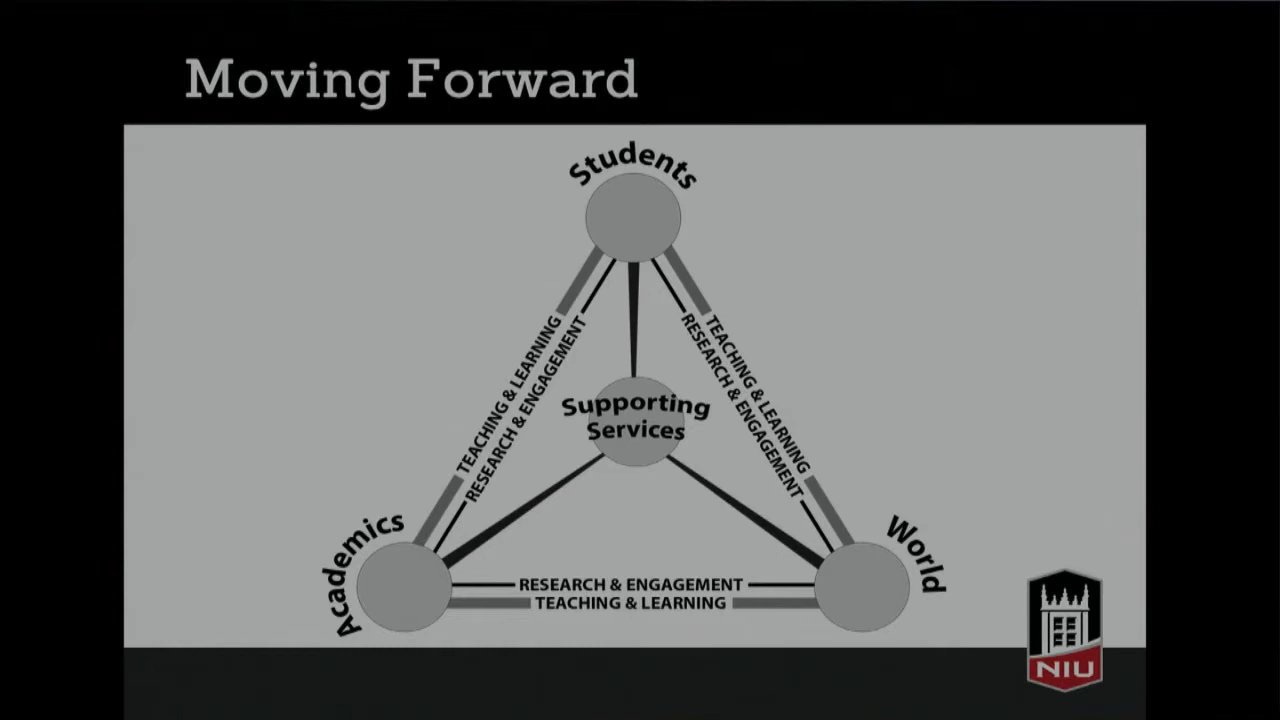 Moving Forward
Students
TEACHING & LEARNING
RESEARCH & ENGAGEMENT
TEACHING & LEARNING
RESEARCH & ENGAGEMENT
Supporting
Services
Academics
World
RESEARCH & ENGAGEMENT
TEACHING & LEARNING
NIU